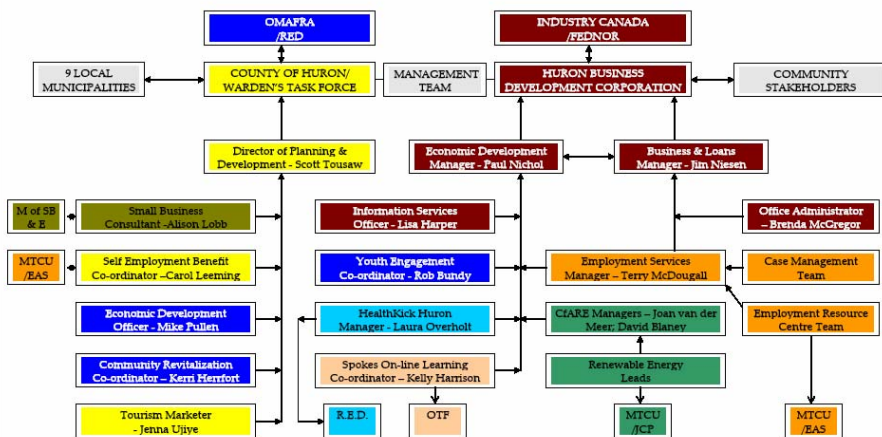 OMAFRA
/RED
INDUSTRY CANADA
/FEDNOR
9 LOCAL
MUNICIPALITIES
COUNTY OF HURON/
WARDEN'S TASK FORCE
MANAGEMENT
TEAM
HURON BUSINESS
DEVELOPMENT CORPORATION
COMMUNITY
STAKEHOLDERS
Director of Planning &
Development - Scott Tousaw
Economic Development
Manager - Paul Nichol
Business & Loans
Manager - Jim Niesen
M of SB
& E
Small Business
Consultant -Alison Lobb
Information Services
Officer - Lisa Harper
Office Administrator
– Brenda McGregor
MTCU
/EAS
Self Employment Benefit
Co-ordinator –Carol Leeming
Youth Engagement
Co-ordinator - Rob Bundy
Employment Services
Manager – Terry McDougall
Case Management
Team
Economic Development
Officer - Mike Pullen
HealthKick Huron
Manager - Laura Overholt
CfARE Managers – Joan van der
Meer; David Blaney
Employment Resource
Centre Team
Community Revitalization
Co-ordinator – Kerri Herrfort
Spokes On-line Learning
Co-ordinator – Kelly Harrison
Renewable Energy
Leads
Tourism Marketer
- Jenna Ujiye
R.E.D.
OTF
MTCU
/JCP
MTCU
/EAS